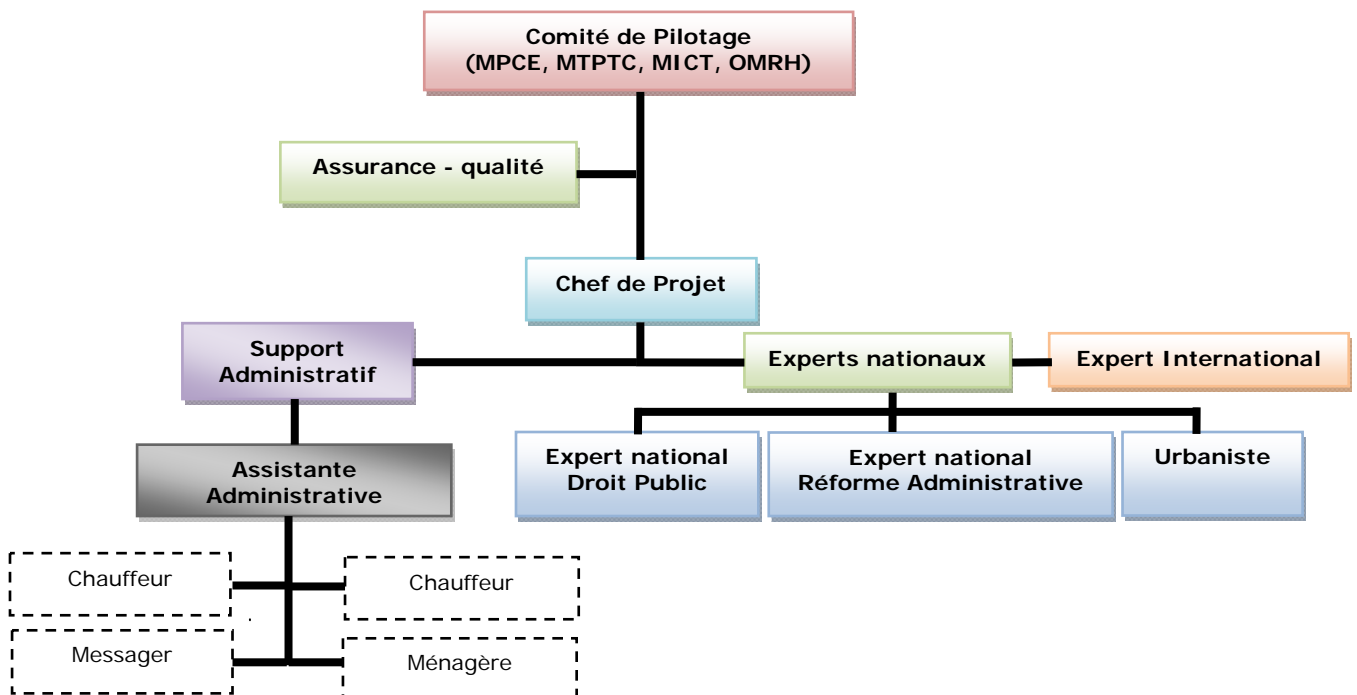 Comité de Pilotage
(MPCE, MTPTC, MICT, OMRH)
Assurance - qualité
Chef de Projet
Support
Administratif
Experts nationaux
Expert International
Assistante
Administrative
Expert national
Droit Public
Expert national
Réforme Administrative
Urbaniste
Chauffeur
Chauffeur
Messager
Ménagère